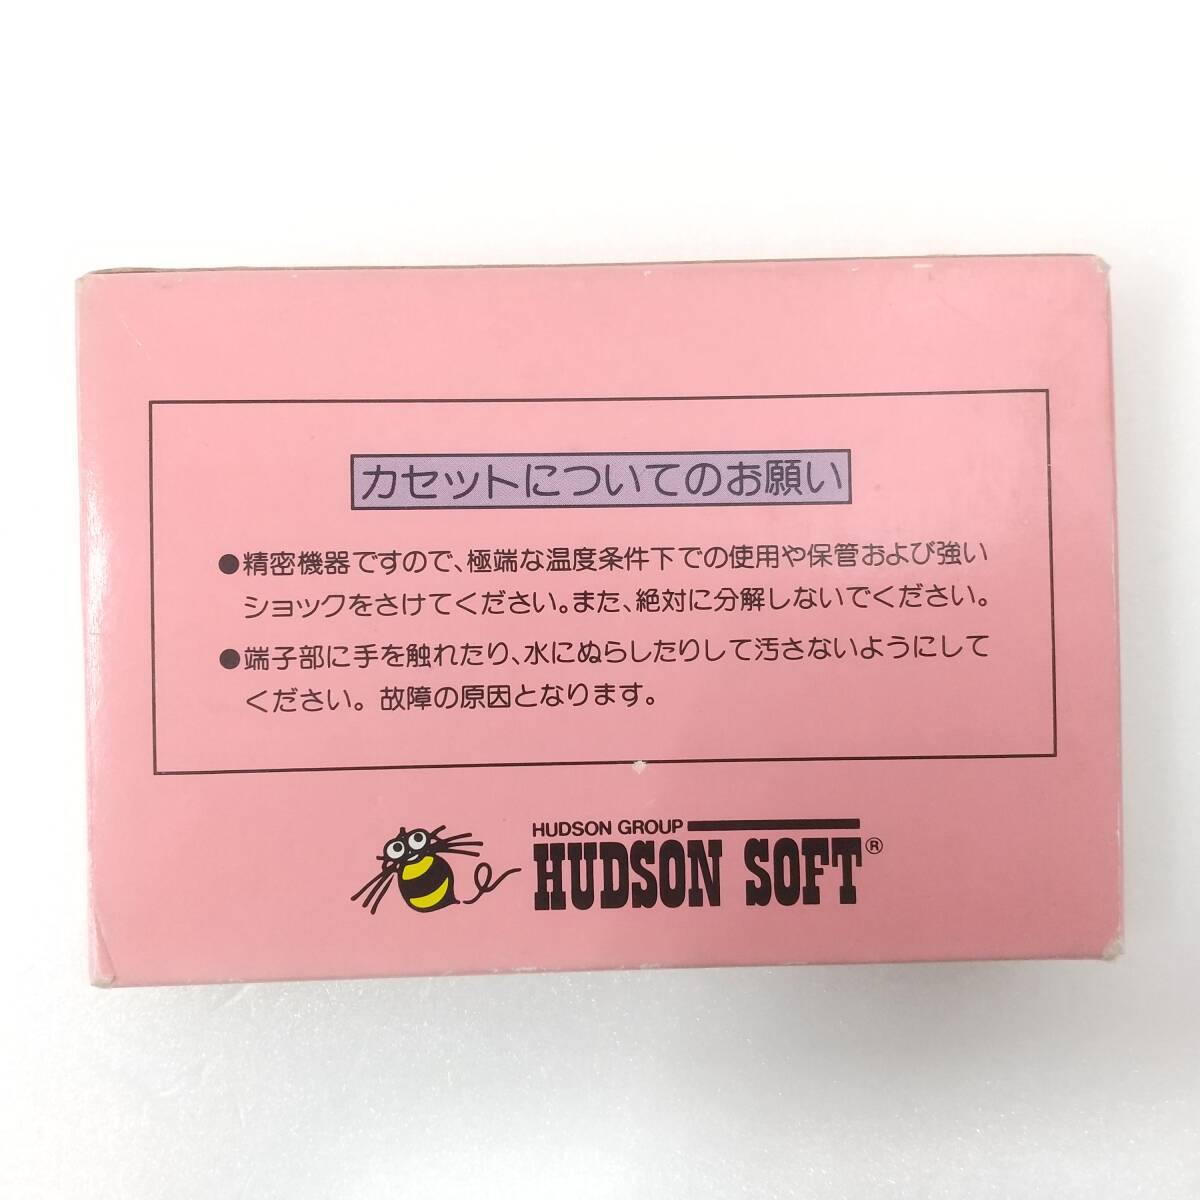 カセットについてのお願い
●精密機器ですので、極端な温度条件下での使用や保管および強い
ショックをさけてください。また、絶対に分解しないでください。
●端子部に手を触れたり、水にぬらしたりして汚さないようにして
ください。故障の原因となります。
HUDSON GROUP
HUDSON SOFT®